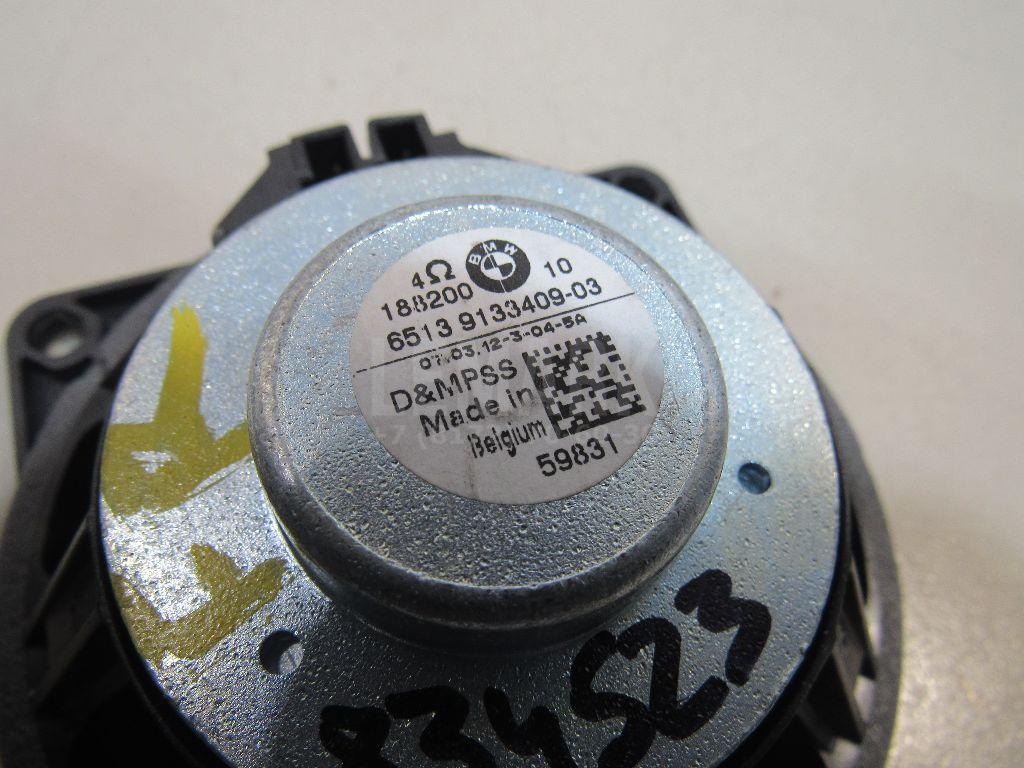 BMW
4Ω
188200 10
6513 9133409-03
07.03.12-3-04-5A
D&MPSS
Made in
Belgium
59831
834523